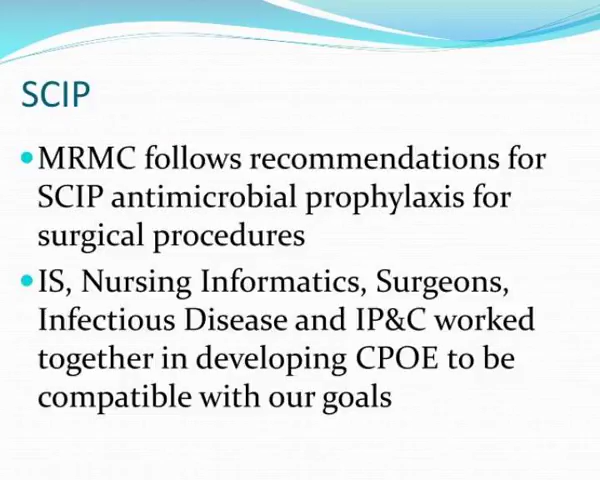 SCIP
• MRMC follows recommendations for
SCIP antimicrobial prophylaxis for
surgical procedures
• IS, Nursing Informatics, Surgeons,
Infectious Disease and IP&C worked
together in developing CPOE to be
compatible with our goals